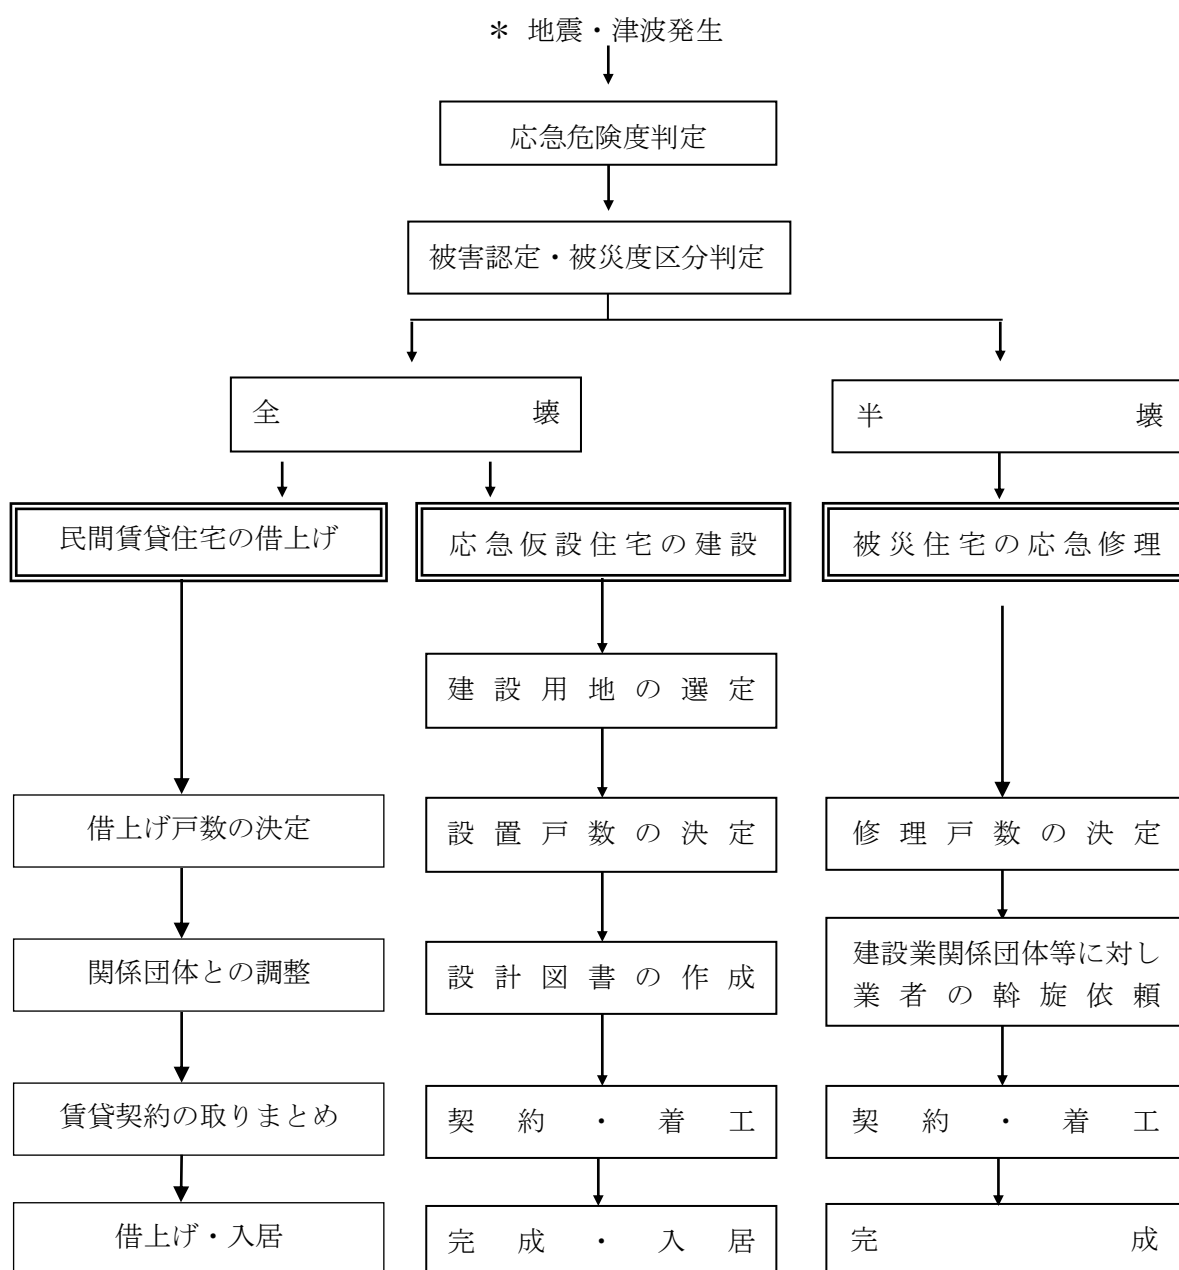 ＊ 地震・津波発生
応急危険度判定
被害認定・被災度区分判定
全壊
半壊
民間賃貸住宅の借上げ
応急仮設住宅の建設
被災住宅の応急修理
建設用地の選定
借上げ戸数の決定
設置戸数の決定
修理戸数の決定
関係団体との調整
設計図書の作成
建設業関係団体等に対し
業者の斡旋依頼
賃貸契約の取りまとめ
契約・着工
契約・着工
借上げ・入居
完成・入居
完成